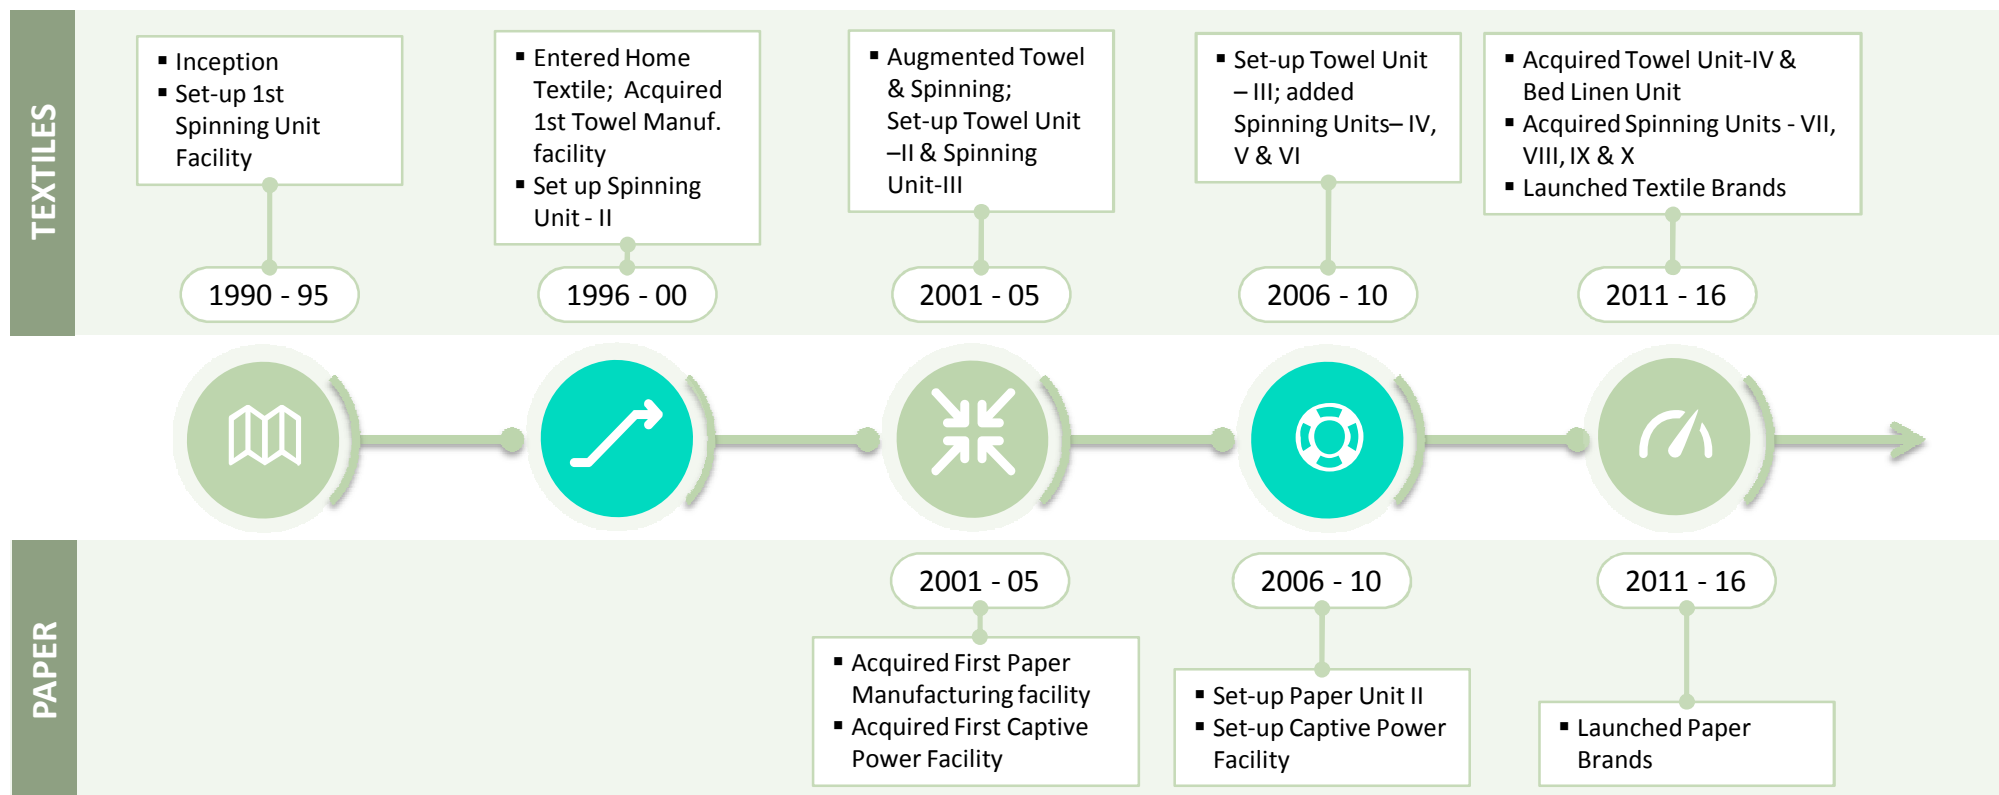 TEXTILES
▪ Inception
▪ Set-up 1st
Spinning Unit
Facility
1990 - 95
▪ Entered Home
Textile; Acquired
1st Towel Manuf.
facility
▪ Set up Spinning
Unit - II
1996 - 00
▪ Augmented Towel
& Spinning;
Set-up Towel Unit
–II & Spinning
Unit-III
2001 - 05
▪ Set-up Towel Unit
– III; added
Spinning Units– IV,
V & VI
2006 - 10
▪ Acquired Towel Unit-IV &
Bed Linen Unit
▪ Acquired Spinning Units - VII,
VIII, IX & X
▪ Launched Textile Brands
2011 - 16
PAPER
2001 - 05
▪ Acquired First Paper
Manufacturing facility
▪ Acquired First Captive
Power Facility
2006 - 10
▪ Set-up Paper Unit II
▪ Set-up Captive Power
Facility
2011 - 16
▪ Launched Paper
Brands